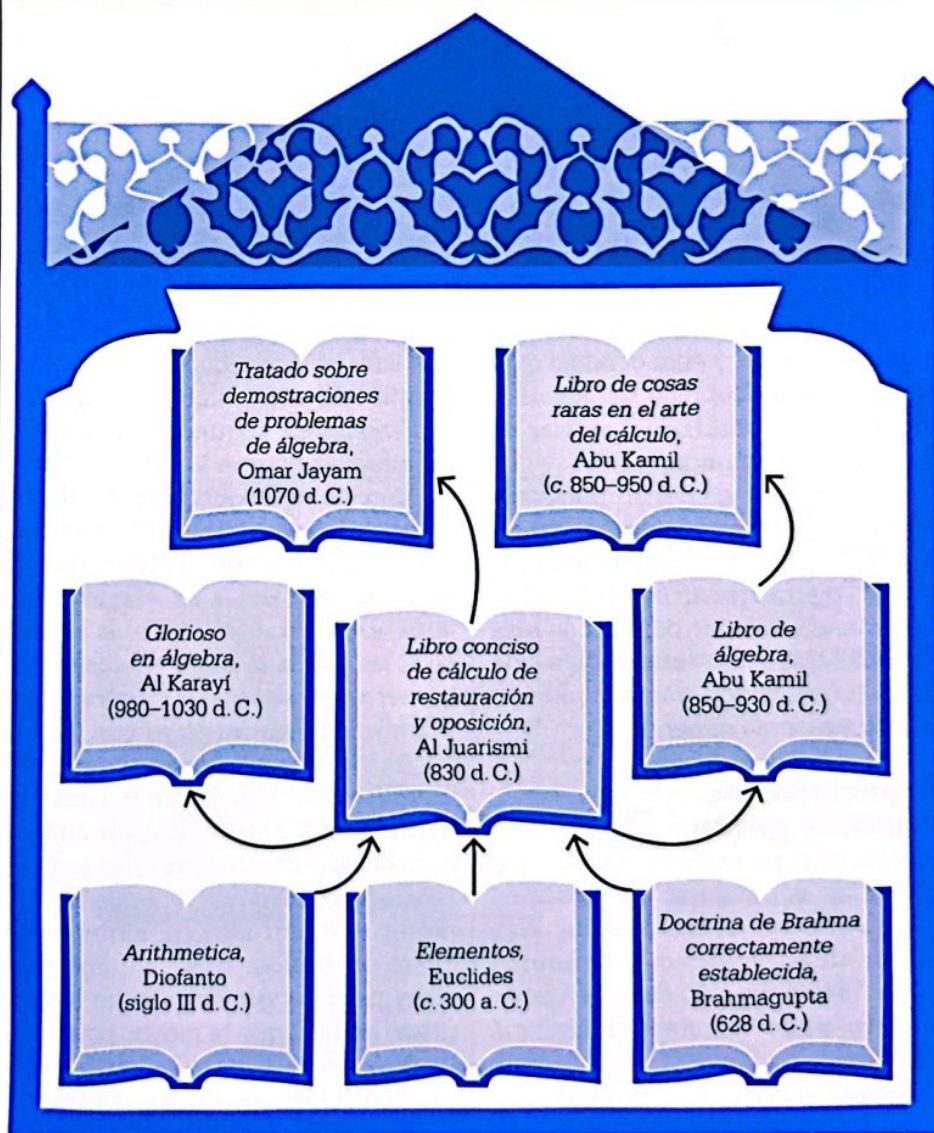 Tratado sobre
demostraciones
de problemas
de álgebra,
Omar Jayam
(1070 d. C.)
Libro de cosas
raras en el arte
del cálculo,
Abu Kamil
(c. 850–950 d. C.)
Glorioso
en álgebra,
Al Karayí
(980–1030 d. C.)
Libro conciso
de cálculo de
restauración
y oposición,
Al Juarismi
(830 d. C.)
Libro de
álgebra,
Abu Kamil
(850–930 d. C.)
Arithmetica,
Diofanto
(siglo III d. C.)
Elementos,
Euclides
(c. 300 a. C.)
Doctrina de Brahma
correctamente
establecida,
Brahmagupta
(628 d. C.)